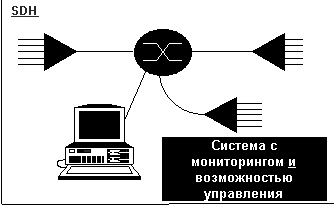 SDH
Система с
мониторингом и
возможностью
управления